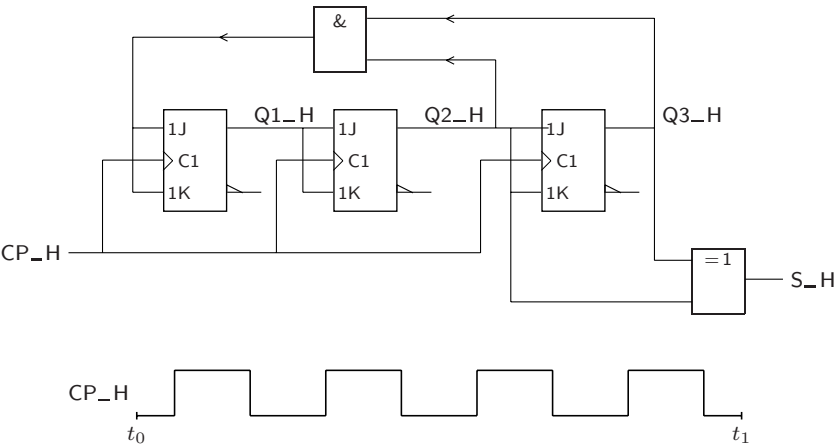 &
Q1_H Q2_H Q3_H
1J 1J 1J
C1 C1 C1
1K 1K 1K
CP_H
=1
S_H
CP_H
t0 t1